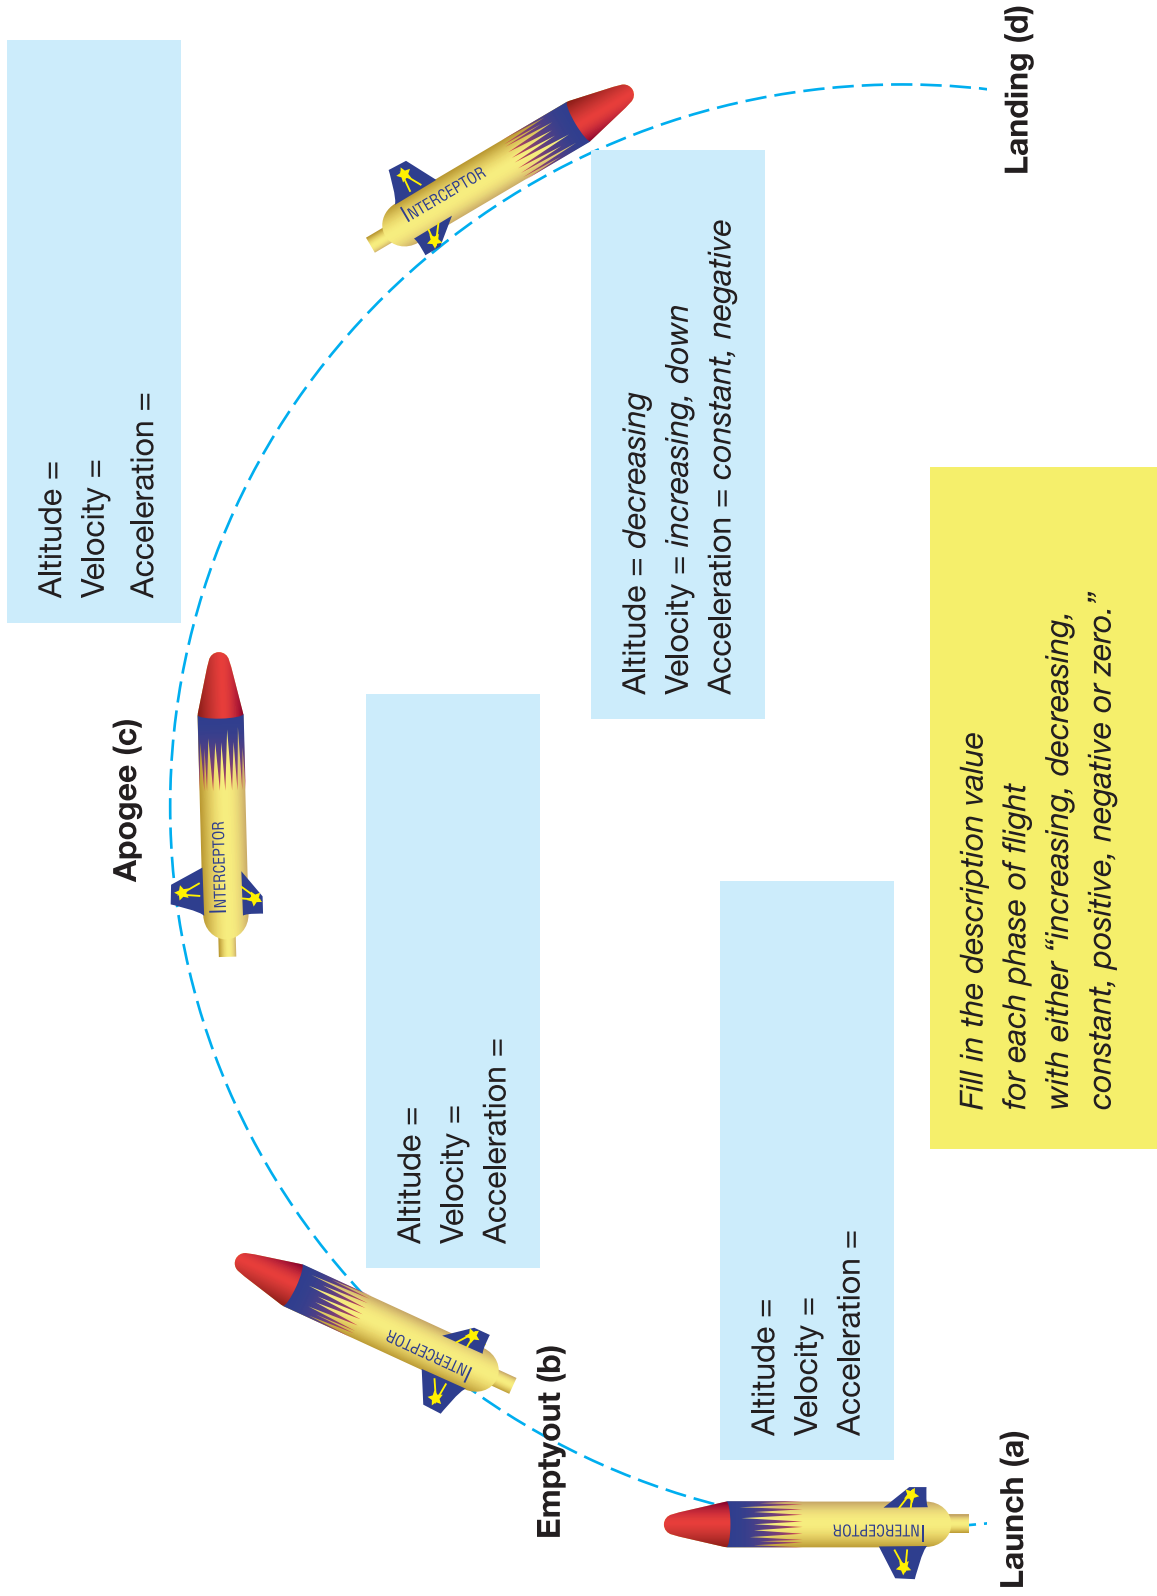 Altitude =
Velocity =
Acceleration =
Apogee (c)
INTERCEPTOR
INTERCEPTOR
Altitude =
Velocity =
Acceleration =
Altitude = decreasing
Velocity = increasing, down
Acceleration = constant, negative
INTERCEPTOR
Emptyout (b)
Altitude =
Velocity =
Acceleration =
INTERCEPTOR
Launch (a)
Landing (d)
Fill in the description value
for each phase of flight
with either “increasing, decreasing,
constant, positive, negative or zero.”